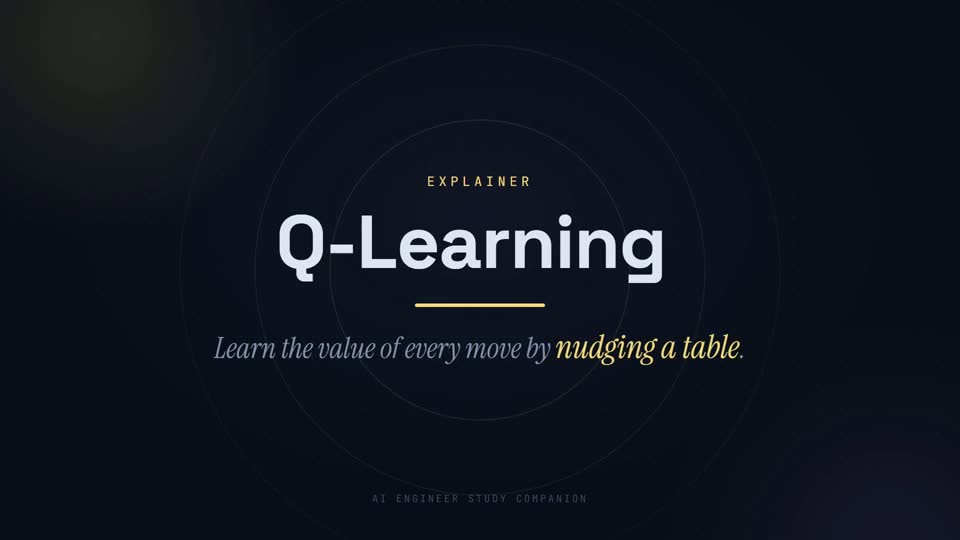 EXPLAINER
Q-Learning
Learn the value of every move by nudging a table.
AI ENGINEER STUDY COMPANION